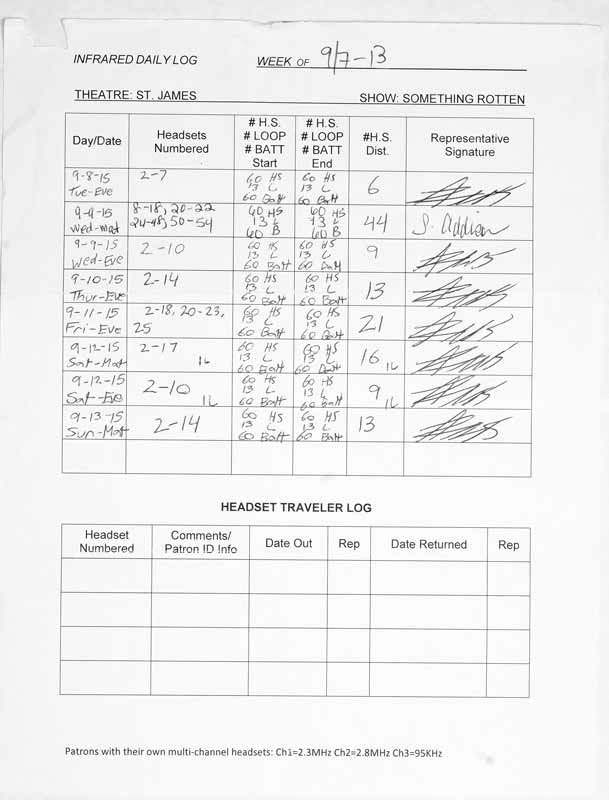 INFRARED DAILY LOG WEEK OF 9/7-13
THEATRE: ST. JAMES SHOW: SOMETHING ROTTEN
Day/Date Headsets Numbered # H.S. # LOOP # BATT Start # H.S. # LOOP # BATT End #H.S. Dist. Representative Signature
9-8-15 2-7 60 HS 60 HS 6
Tue-Eve 13 L 13 L
60 Batt 60 Batt
9-9-15 8-18, 20-22 60 HS 60 HS 44 S. Addison
Wed-Mat 24-48, 50-54 13 L 13 L
60 B 60 B
9-9-15 2-10 60 HS 60 HS 9
Wed-Eve 13 L 13 L
60 Batt 60 Batt
9-10-15 2-14 60 HS 60 HS 13
Thur-Eve 13 L 13 L
60 Batt 60 Batt
9-11-15 2-18, 20-23, 60 HS 60 HS 21
Fri-Eve 25 13 L 13 L
60 Batt 60 Batt
9-12-15 2-17 60 HS 60 HS 16
Sat-Mat 1L 13 L 13 L 1L
60 Batt 60 Batt
9-12-15 2-10 60 HS 60 HS 9
Sat-Eve 1L 13 L 13 L 1L
60 Batt 60 Batt
9-13-15 2-14 60 HS 60 HS 13
Sun-Mat 13 L 13 L
60 Batt 60 Batt
HEADSET TRAVELER LOG
Headset Numbered Comments/ Patron ID Info Date Out Rep Date Returned Rep
Patrons with their own multi-channel headsets: Ch1=2.3MHz Ch2=2.8MHz Ch3=95KHz